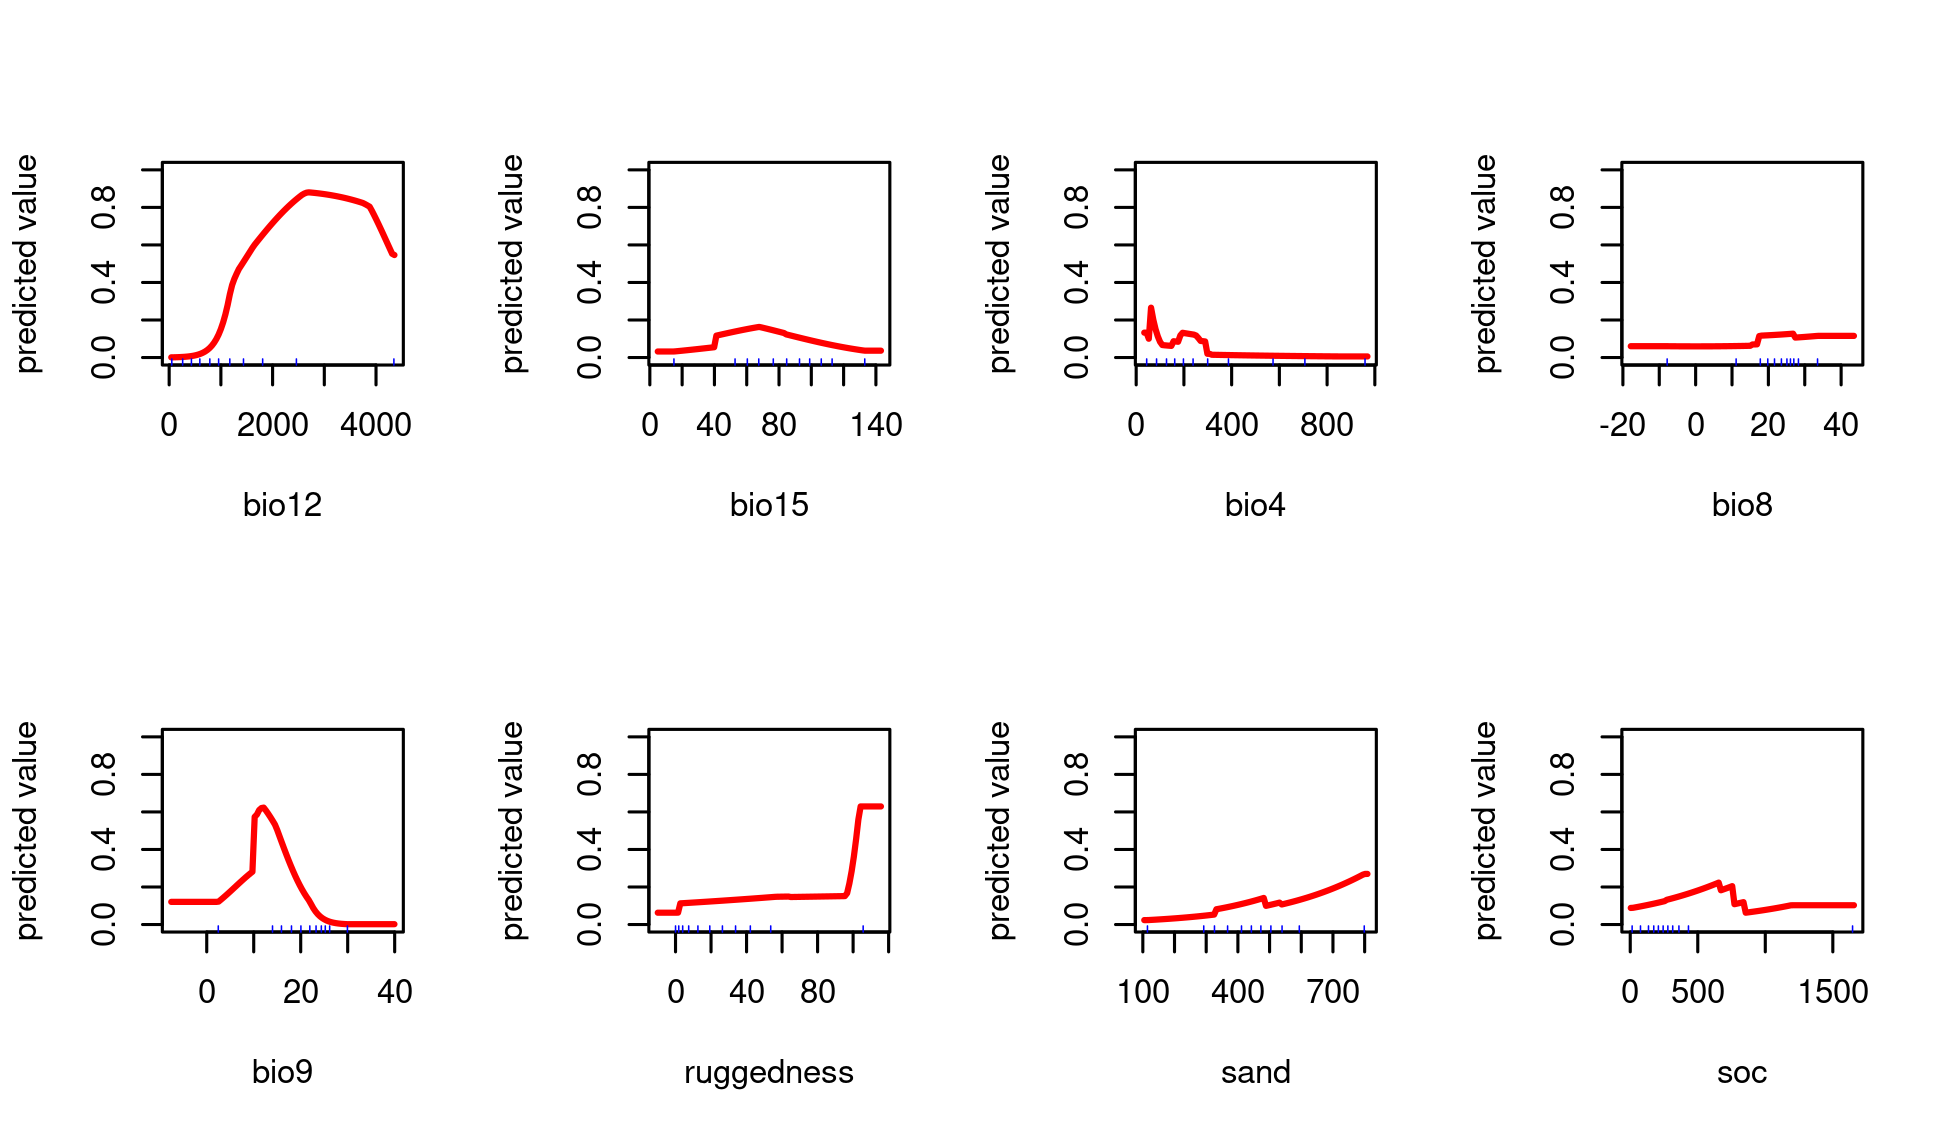 predicted value
0.0 0.4 0.8
0 2000 4000
bio12
predicted value
0.0 0.4 0.8
0 40 80 140
bio15
predicted value
0.0 0.4 0.8
0 400 800
bio4
predicted value
0.0 0.4 0.8
-20 0 20 40
bio8
predicted value
0.0 0.4 0.8
0 20 40
bio9
predicted value
0.0 0.4 0.8
0 40 80
ruggedness
predicted value
0.0 0.4 0.8
100 400 700
sand
predicted value
0.0 0.4 0.8
0 500 1500
soc